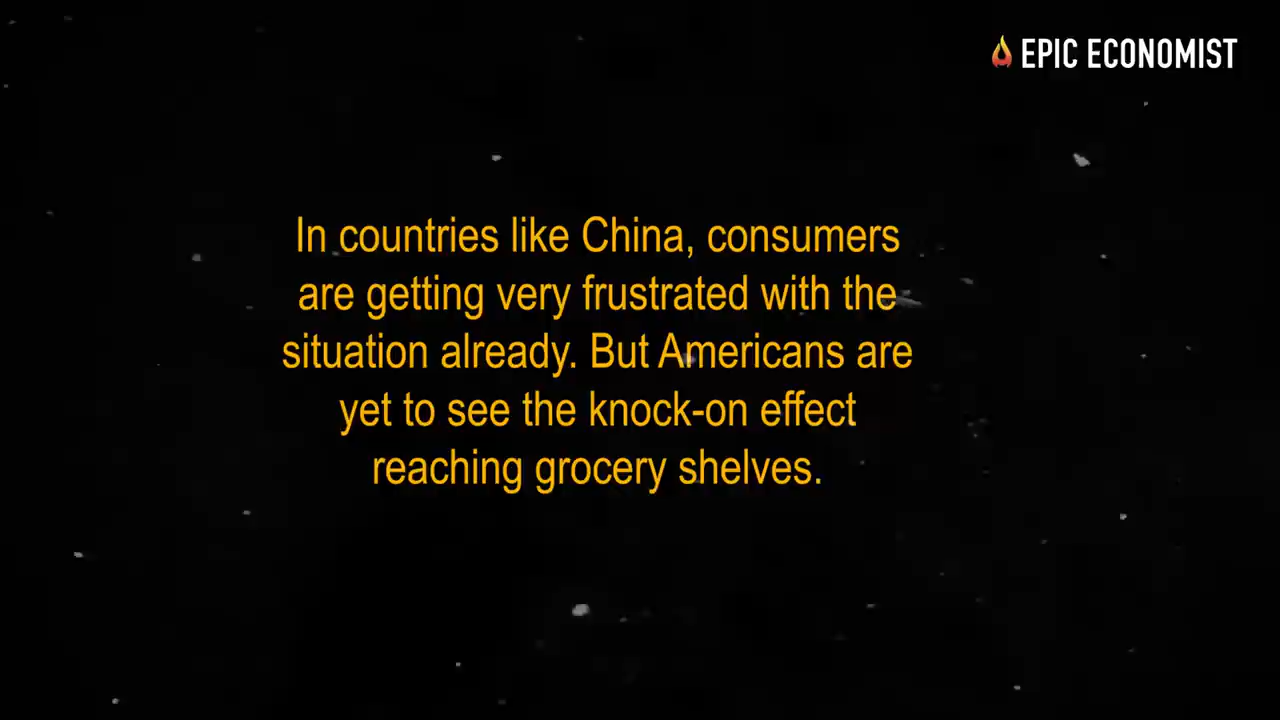 EPIC ECONOMIST
In countries like China, consumers
are getting very frustrated with the
situation already. But Americans are
yet to see the knock-on effect
reaching grocery shelves.